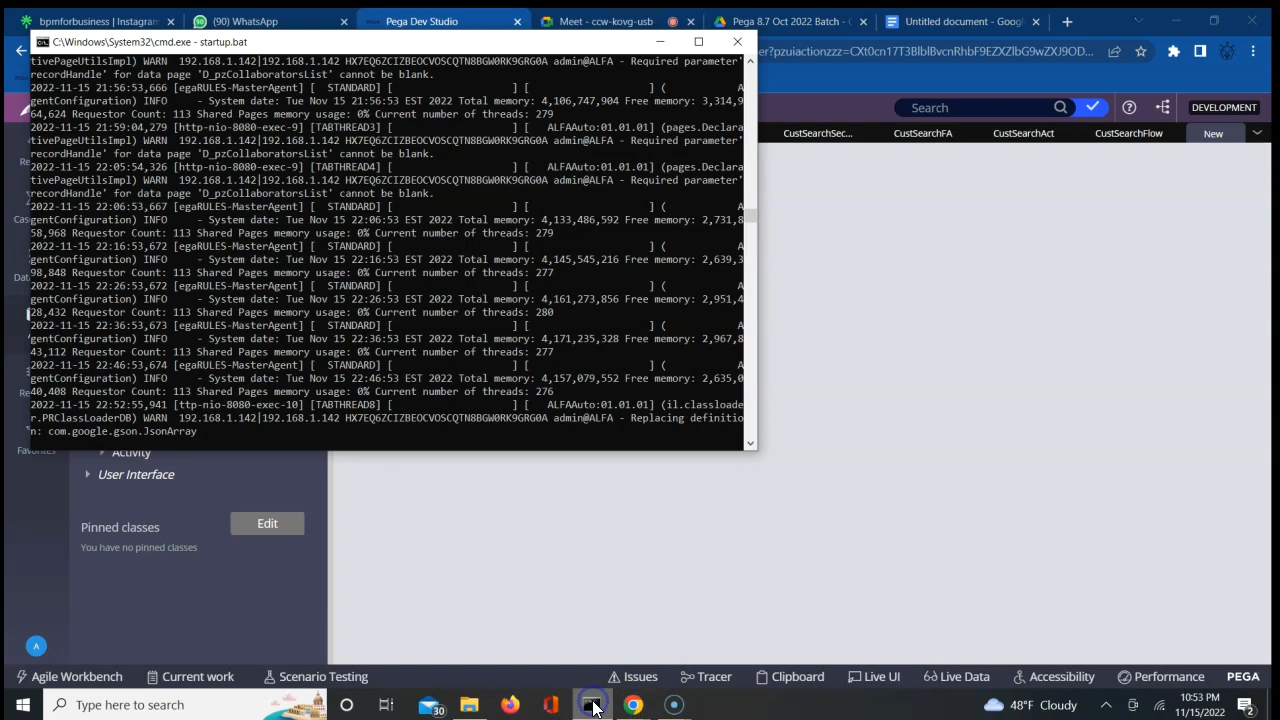 bpmforbusiness | Instagram
(90) WhatsApp
Pega Dev Studio
Meet - ccw-kovg-usb
Pega 8.7 Oct 2022 Batch -
Untitled document - Googl
er?pzuiactionzzz=
C:\Windows\System32\cmd.exe - startup.bat
tivePageUtilsImpl) WARN 192.168.1.142|192.168.1.142 HX7EQ6ZCIZBEOCVOSCQTN8BGW0RK9GRG0A admin@ALFA - Required parameter'
recordHandle' for data page 'D_pzCollaboratorsList' cannot be blank.
2022-11-15 21:56:53,666 [egaRULES-MasterAgent] [ STANDARD] [ ] [ ] ( A
gentConfiguration) INFO - System date: Tue Nov 15 21:56:53 EST 2022 Total memory: 4,106,747,904 Free memory: 3,314,9
64,624 Requestor Count: 113 Shared Pages memory usage: 0% Current number of threads: 279
2022-11-15 21:59:04,279 [http-nio-8080-exec-9] [TABTHREAD3] [ ] [ ALFAAuto:01.01.01] (pages.Declara
tivePageUtilsImpl) WARN 192.168.1.142|192.168.1.142 HX7EQ6ZCIZBEOCVOSCQTN8BGW0RK9GRG0A admin@ALFA - Required parameter'
recordHandle' for data page 'D_pzCollaboratorsList' cannot be blank.
2022-11-15 22:05:54,326 [http-nio-8080-exec-9] [TABTHREAD4] [ ] [ ALFAAuto:01.01.01] (pages.Declara
tivePageUtilsImpl) WARN 192.168.1.142|192.168.1.142 HX7EQ6ZCIZBEOCVOSCQTN8BGW0RK9GRG0A admin@ALFA - Required parameter'
recordHandle' for data page 'D_pzCollaboratorsList' cannot be blank.
2022-11-15 22:06:53,667 [egaRULES-MasterAgent] [ STANDARD] [ ] [ ] ( A
gentConfiguration) INFO - System date: Tue Nov 15 22:06:53 EST 2022 Total memory: 4,133,486,592 Free memory: 2,731,8
58,968 Requestor Count: 113 Shared Pages memory usage: 0% Current number of threads: 279
2022-11-15 22:16:53,672 [egaRULES-MasterAgent] [ STANDARD] [ ] [ ] ( A
gentConfiguration) INFO - System date: Tue Nov 15 22:16:53 EST 2022 Total memory: 4,145,545,216 Free memory: 2,639,3
98,848 Requestor Count: 113 Shared Pages memory usage: 0% Current number of threads: 277
2022-11-15 22:26:53,672 [egaRULES-MasterAgent] [ STANDARD] [ ] [ ] ( A
gentConfiguration) INFO - System date: Tue Nov 15 22:26:53 EST 2022 Total memory: 4,161,273,856 Free memory: 2,951,4
28,432 Requestor Count: 113 Shared Pages memory usage: 0% Current number of threads: 280
2022-11-15 22:36:53,673 [egaRULES-MasterAgent] [ STANDARD] [ ] [ ] ( A
gentConfiguration) INFO - System date: Tue Nov 15 22:36:53 EST 2022 Total memory: 4,171,235,328 Free memory: 2,967,8
43,112 Requestor Count: 113 Shared Pages memory usage: 0% Current number of threads: 277
2022-11-15 22:46:53,674 [egaRULES-MasterAgent] [ STANDARD] [ ] [ ] ( A
gentConfiguration) INFO - System date: Tue Nov 15 22:46:53 EST 2022 Total memory: 4,157,079,552 Free memory: 2,635,0
40,408 Requestor Count: 113 Shared Pages memory usage: 0% Current number of threads: 276
2022-11-15 22:52:55,941 [ttp-nio-8080-exec-10] [TABTHREAD8] [ ] [ ALFAAuto:01.01.01] (il.classloade
r.PRClassLoaderDB) WARN 192.168.1.142|192.168.1.142 HX7EQ6ZCIZBEOCVOSCQTN8BGW0RK9GRG0A admin@ALFA - Replacing definitio
n: com.google.gson.JsonArray
Search
DEVELOPMENT
CustSearchSec...
CustSearchFA
CustSearchAct
CustSearchFlow
New
Re
Cas
Dat
Re
Favorites
Activity
User Interface
Pinned classes
Edit
You have no pinned classes
A
Agile Workbench
Current work
Scenario Testing
Issues
Tracer
Clipboard
Live UI
Live Data
Accessibility
Performance
PEGA
Type here to search
30
48°F Cloudy
10:53 PM
11/15/2022
2